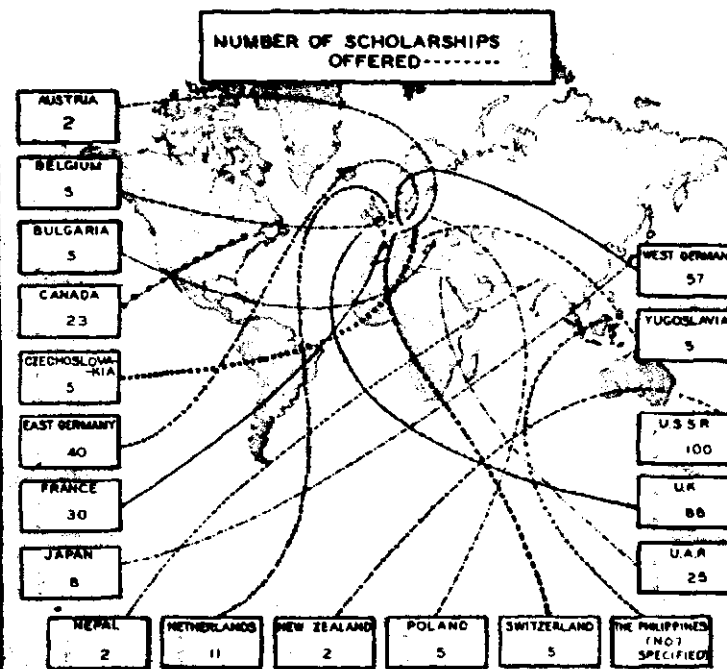 NUMBER OF SCHOLARSHIPS
OFFERED--------
AUSTRIA
2
BELGIUM
5
BULGARIA
5
CANADA
23
CZECHOSLOVA-
-KIA
5
EAST GERMANY
40
FRANCE
30
JAPAN
8
NEPAL
2
NETHERLANDS
11
NEW ZEALAND
2
POLAND
5
SWITZERLAND
5
THE PHILIPPINES
(NOT
SPECIFIED)
WEST GERMAN
57
YUGOSLAVIA
5
U.S.S.R
100
U.K
88
U.A.R
25